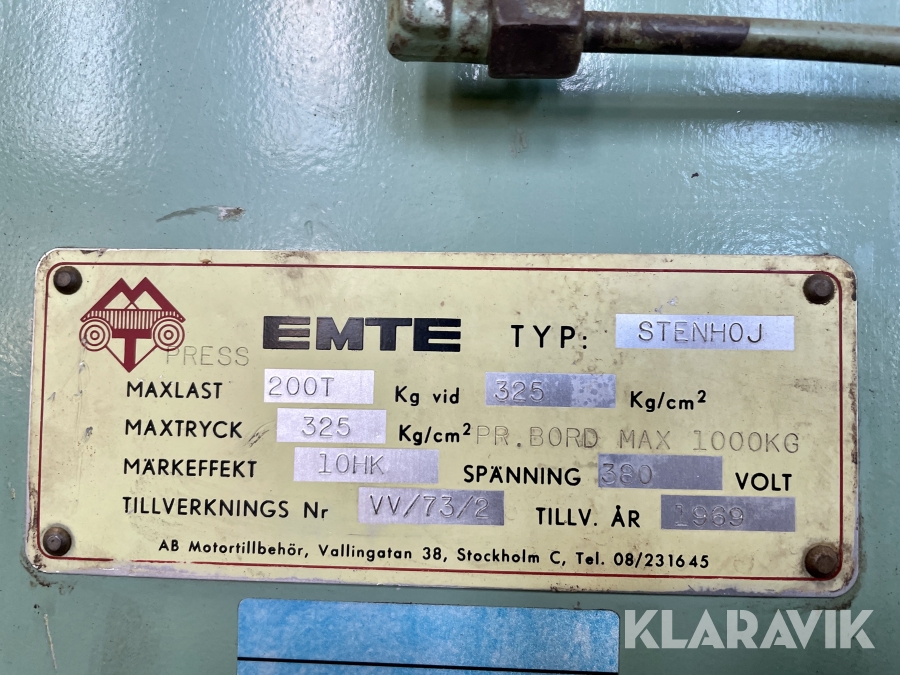 EMTE TYP: STENHOJ
PRESS
MAXLAST 200T Kg vid 325 Kg/cm²
MAXTRYCK 325 Kg/cm² PR. BORD MAX 1000KG
MÄRKEFFEKT 10HK SPÄNNING 380 VOLT
TILLVERKNINGS Nr VV/73/2 TILLV. ÅR 1969
AB Motortillbehör, Vallingatan 38, Stockholm C, Tel. 08/231645
KLARAVIK